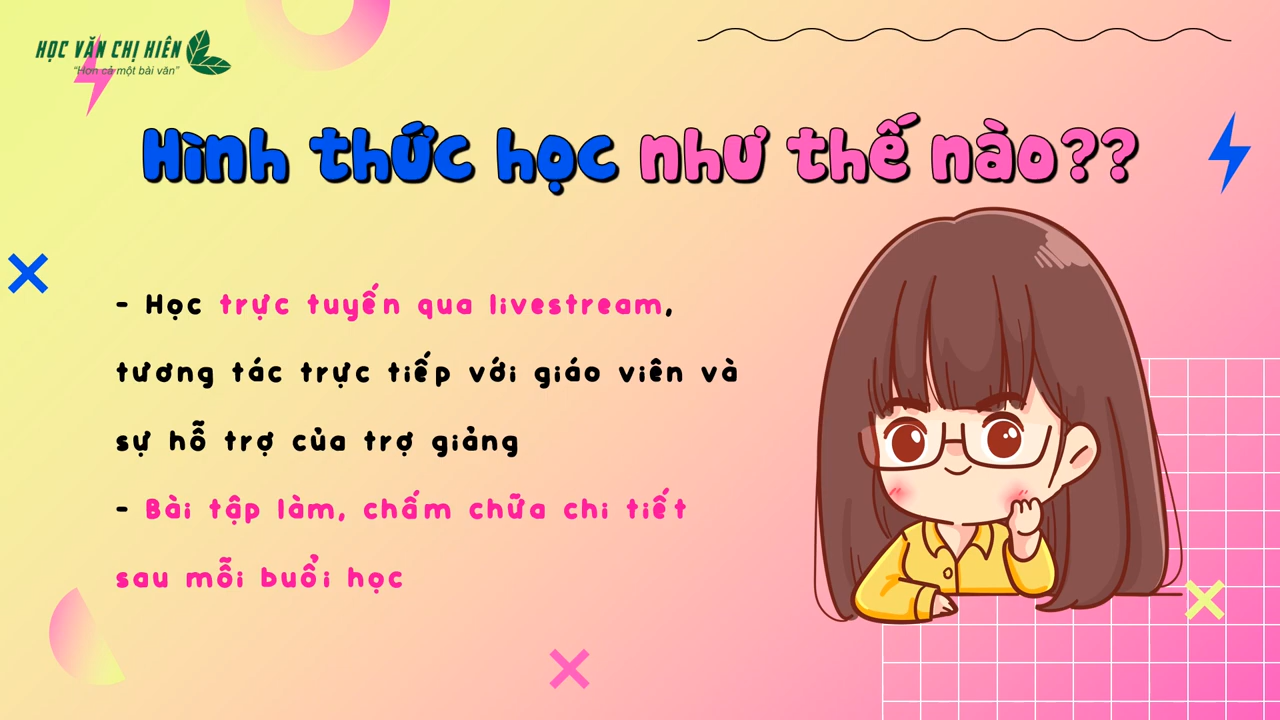 HỌC VĂN CHỊ HIÊN
"Hơn cả một bài văn"
Hình thức học như thế nào??
- Học trực tuyến qua livestream,
tương tác trực tiếp với giáo viên và
sự hỗ trợ của trợ giảng
- Bài tập làm, chấm chữa chi tiết
sau mỗi buổi học